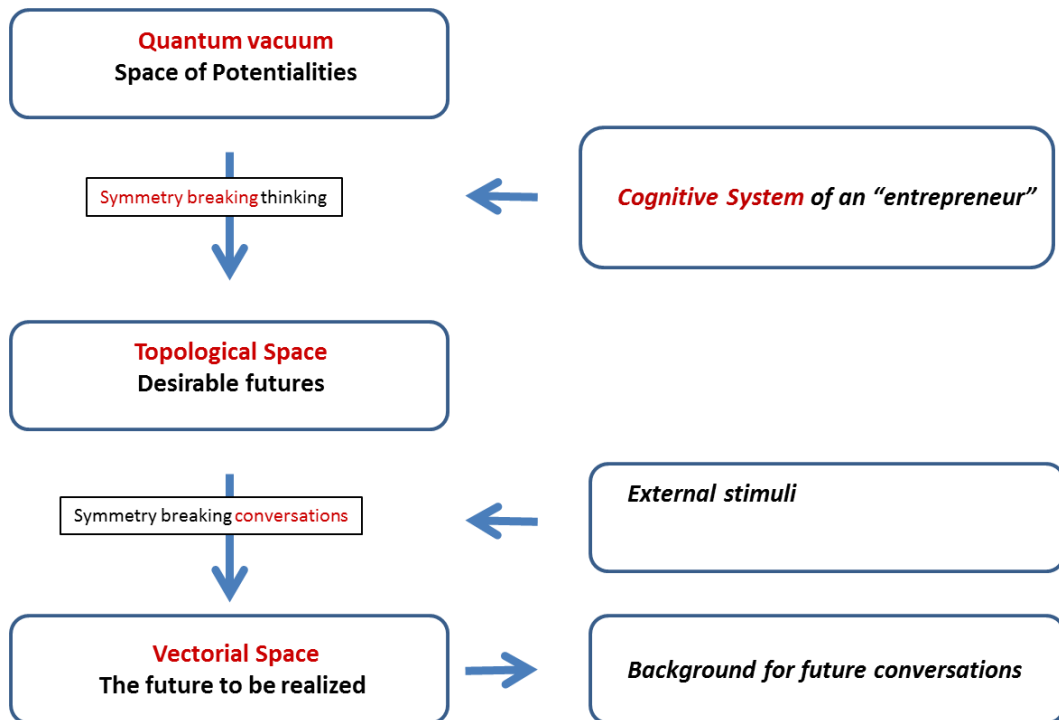 Quantum vacuum
Space of Potentialities
Symmetry breaking thinking
Cognitive System of an “entrepreneur”
Topological Space
Desirable futures
External stimuli
Symmetry breaking conversations
Vectorial Space
The future to be realized
Background for future conversations